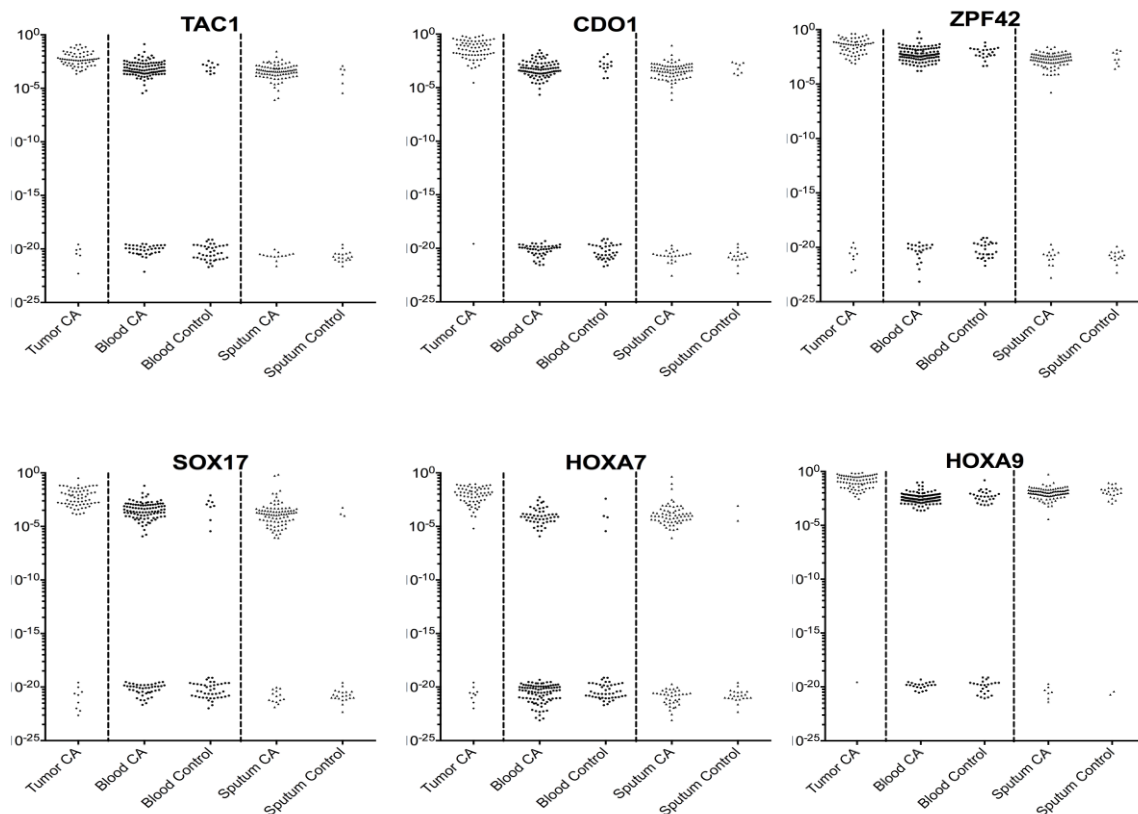 TAC1
CDO1
ZPF42
10^0
10^-5
10^-10
10^-15
10^-20
10^-25
Tumor CA
Blood CA
Blood Control
Sputum CA
Sputum Control
10^0
10^-5
10^-10
10^-15
10^-20
10^-25
Tumor CA
Blood CA
Blood Control
Sputum CA
Sputum Control
10^0
10^-5
10^-10
10^-15
10^-20
10^-25
Tumor CA
Blood CA
Blood Control
Sputum CA
Sputum Control
SOX17
HOXA7
HOXA9
10^0
10^-5
10^-10
10^-15
10^-20
10^-25
Tumor CA
Blood CA
Blood Control
Sputum CA
Sputum Control
10^0
10^-5
10^-10
10^-15
10^-20
10^-25
Tumor CA
Blood CA
Blood Control
Sputum CA
Sputum Control
10^0
10^-5
10^-10
10^-15
10^-20
10^-25
Tumor CA
Blood CA
Blood Control
Sputum CA
Sputum Control